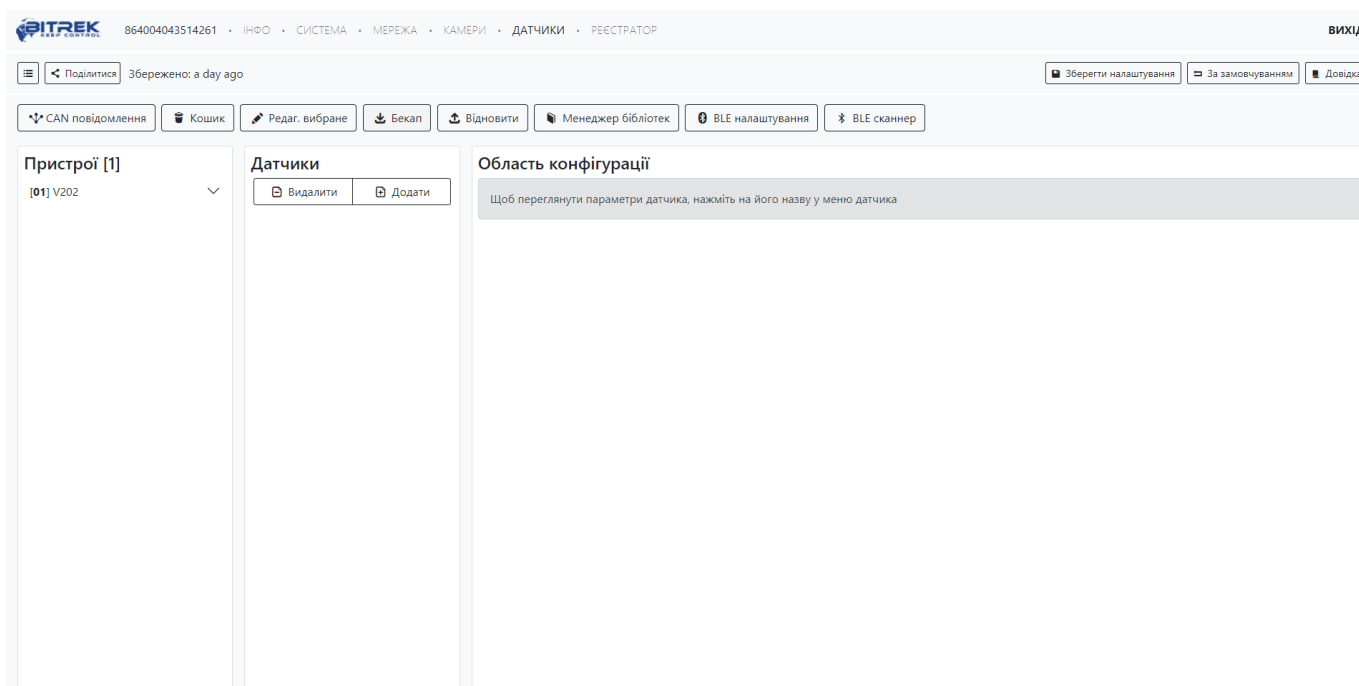 BITREK
KEEP CONTROL
864004043514261 • ІНФО • СИСТЕМА • МЕРЕЖА • КАМЕРИ • ДАТЧИКИ • РЕЄСТРАТОР
ВИХІД
Поділитися Збережено: a day ago
Зберегти налаштування За замовчуванням Довідка
CAN повідомлення Кошик Редаг. вибране Бекап Відновити Менеджер бібліотек BLE налаштування BLE сканнер
Пристрої [1]
[01] V202
Датчики
Видалити Додати
Область конфігурації
Щоб переглянути параметри датчика, нажміть на його назву у меню датчика